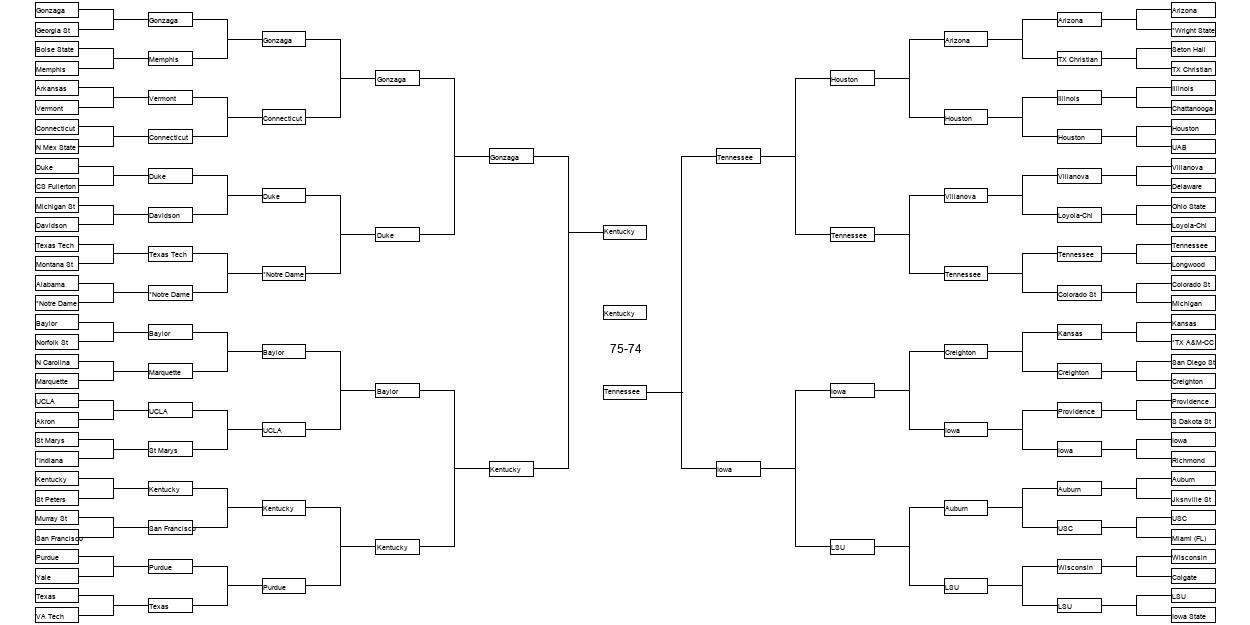 Gonzaga
Georgia St
Boise State
Memphis
Arkansas
Vermont
Connecticut
N Mex State
Duke
CS Fullerton
Michigan St
Davidson
Texas Tech
Montana St
Alabama
*Notre Dame
Baylor
Norfolk St
N Carolina
Marquette
UCLA
Akron
St Marys
*Indiana
Kentucky
St Peters
Murray St
San Francisco
Purdue
Yale
Texas
VA Tech
Gonzaga
Memphis
Vermont
Connecticut
Duke
Davidson
Texas Tech
*Notre Dame
Baylor
Marquette
UCLA
St Marys
Kentucky
San Francisco
Purdue
Texas
Gonzaga
Connecticut
Duke
*Notre Dame
Baylor
UCLA
Kentucky
Purdue
Gonzaga
Duke
Baylor
Kentucky
Gonzaga
Kentucky
Kentucky
Kentucky
75-74
Tennessee
Tennessee
Iowa
Houston
Tennessee
Iowa
LSU
Arizona
Houston
Villanova
Tennessee
Creighton
Iowa
Auburn
LSU
Arizona
TX Christian
Illinois
Houston
Villanova
Loyola-Chi
Tennessee
Colorado St
Kansas
Creighton
Providence
Iowa
Auburn
USC
Wisconsin
LSU
Arizona
*Wright State
Seton Hall
TX Christian
Illinois
Chattanooga
Houston
UAB
Villanova
Delaware
Ohio State
Loyola-Chi
Tennessee
Longwood
Colorado St
Michigan
Kansas
*TX A&M-CC
San Diego St
Creighton
Providence
S Dakota St
Iowa
Richmond
Auburn
Jksnville St
USC
Miami (FL)
Wisconsin
Colgate
LSU
Iowa State